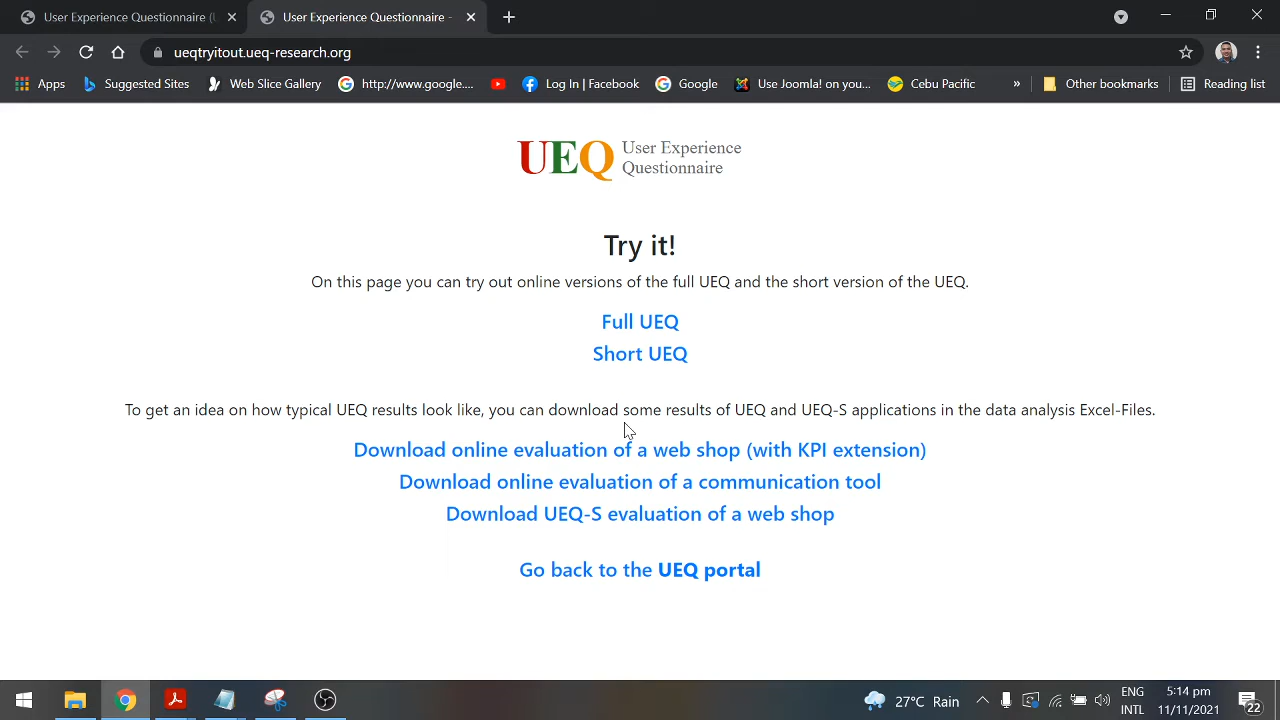 User Experience Questionnaire (U
User Experience Questionnaire -
ueqtryitout.ueq-research.org
Apps
Suggested Sites
Web Slice Gallery
http://www.google....
Log In | Facebook
Google
Use Joomla! on you...
Cebu Pacific
»
Other bookmarks
Reading list
UEQ User Experience
Questionnaire
Try it!
On this page you can try out online versions of the full UEQ and the short version of the UEQ.
Full UEQ
Short UEQ
To get an idea on how typical UEQ results look like, you can download some results of UEQ and UEQ-S applications in the data analysis Excel-Files.
Download online evaluation of a web shop (with KPI extension)
Download online evaluation of a communication tool
Download UEQ-S evaluation of a web shop
Go back to the UEQ portal
27°C Rain
ENG
INTL
5:14 pm
11/11/2021
22